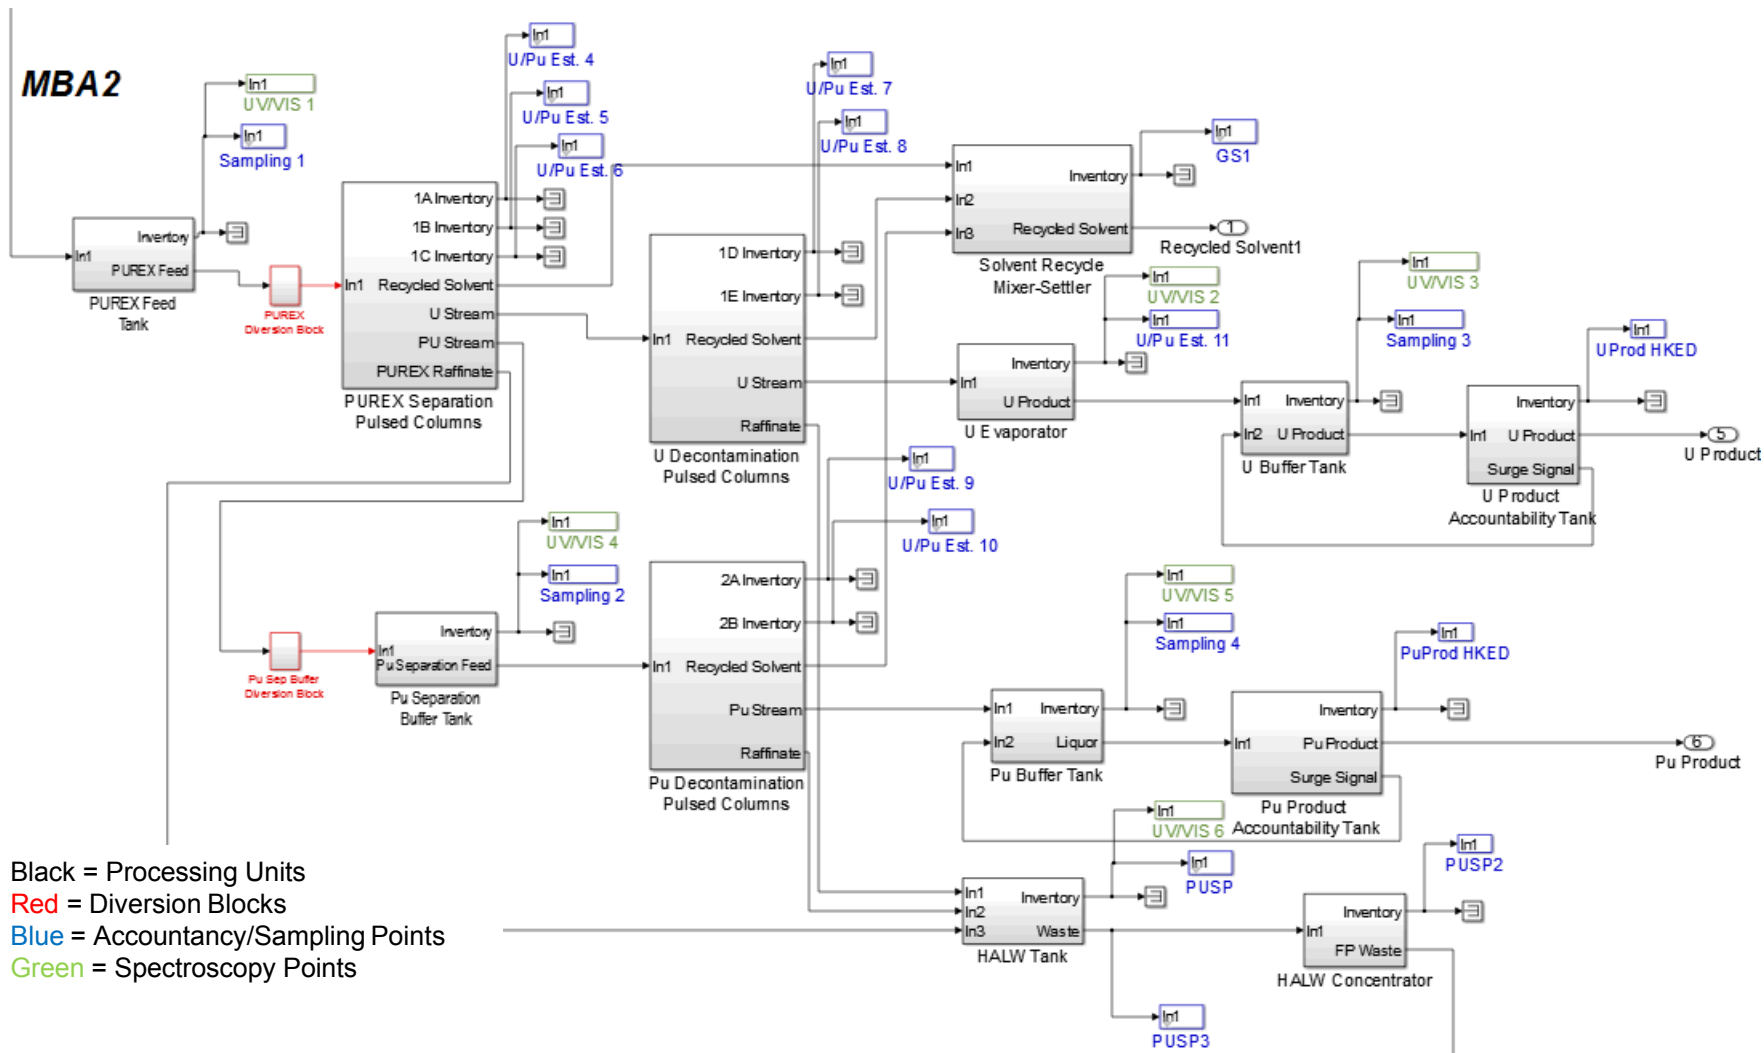 MBA2
In1
UV/VIS 1
In1
Sampling 1
In1
Inventory
PUREX Feed
PUREX Feed
Tank
PUREX
Diversion Block
In1
U/Pu Est. 4
In1
U/Pu Est. 5
In1
U/Pu Est. 6
1A Inventory
1B Inventory
1C Inventory
In1
Recycled Solvent
U Stream
PU Stream
PUREX Raffinate
PUREX Separation
Pulsed Columns
In1
U/Pu Est. 7
In1
U/Pu Est. 8
1D Inventory
1E Inventory
In1
Recycled Solvent
U Stream
Raffinate
U Decontamination
Pulsed Columns
In1
In2
In3
Inventory
Recycled Solvent
Solvent Recycle
Mixer-Settler
In1
GS1
1
Recycled Solvent1
In1
UV/VIS 2
In1
U/Pu Est. 11
In1
Inventory
U Product
U Evaporator
In1
UV/VIS 3
In1
Sampling 3
In1
In2
Inventory
U Product
U Buffer Tank
In1
UProd HKED
In1
Inventory
U Product
Surge Signal
U Product
Accountability Tank
5
U Product
In1
U/Pu Est. 9
In1
U/Pu Est. 10
In1
UV/VIS 4
In1
Sampling 2
Pu Sep Buffer
Diversion Block
In1
Inventory
Pu Separation Feed
Pu Separation
Buffer Tank
2A Inventory
2B Inventory
In1
Recycled Solvent
Pu Stream
Raffinate
Pu Decontamination
Pulsed Columns
In1
UV/VIS 5
In1
Sampling 4
In1
In2
Inventory
Liquor
Pu Buffer Tank
In1
PuProd HKED
In1
Inventory
Pu Product
Surge Signal
Pu Product
Accountability Tank
6
Pu Product
In1
UV/VIS 6
In1
PUSP
In1
In2
In3
Inventory
Waste
HALW Tank
In1
PUSP2
In1
Inventory
FP Waste
HALW Concentrator
In1
PUSP3
Black = Processing Units
Red = Diversion Blocks
Blue = Accountancy/Sampling Points
Green = Spectroscopy Points